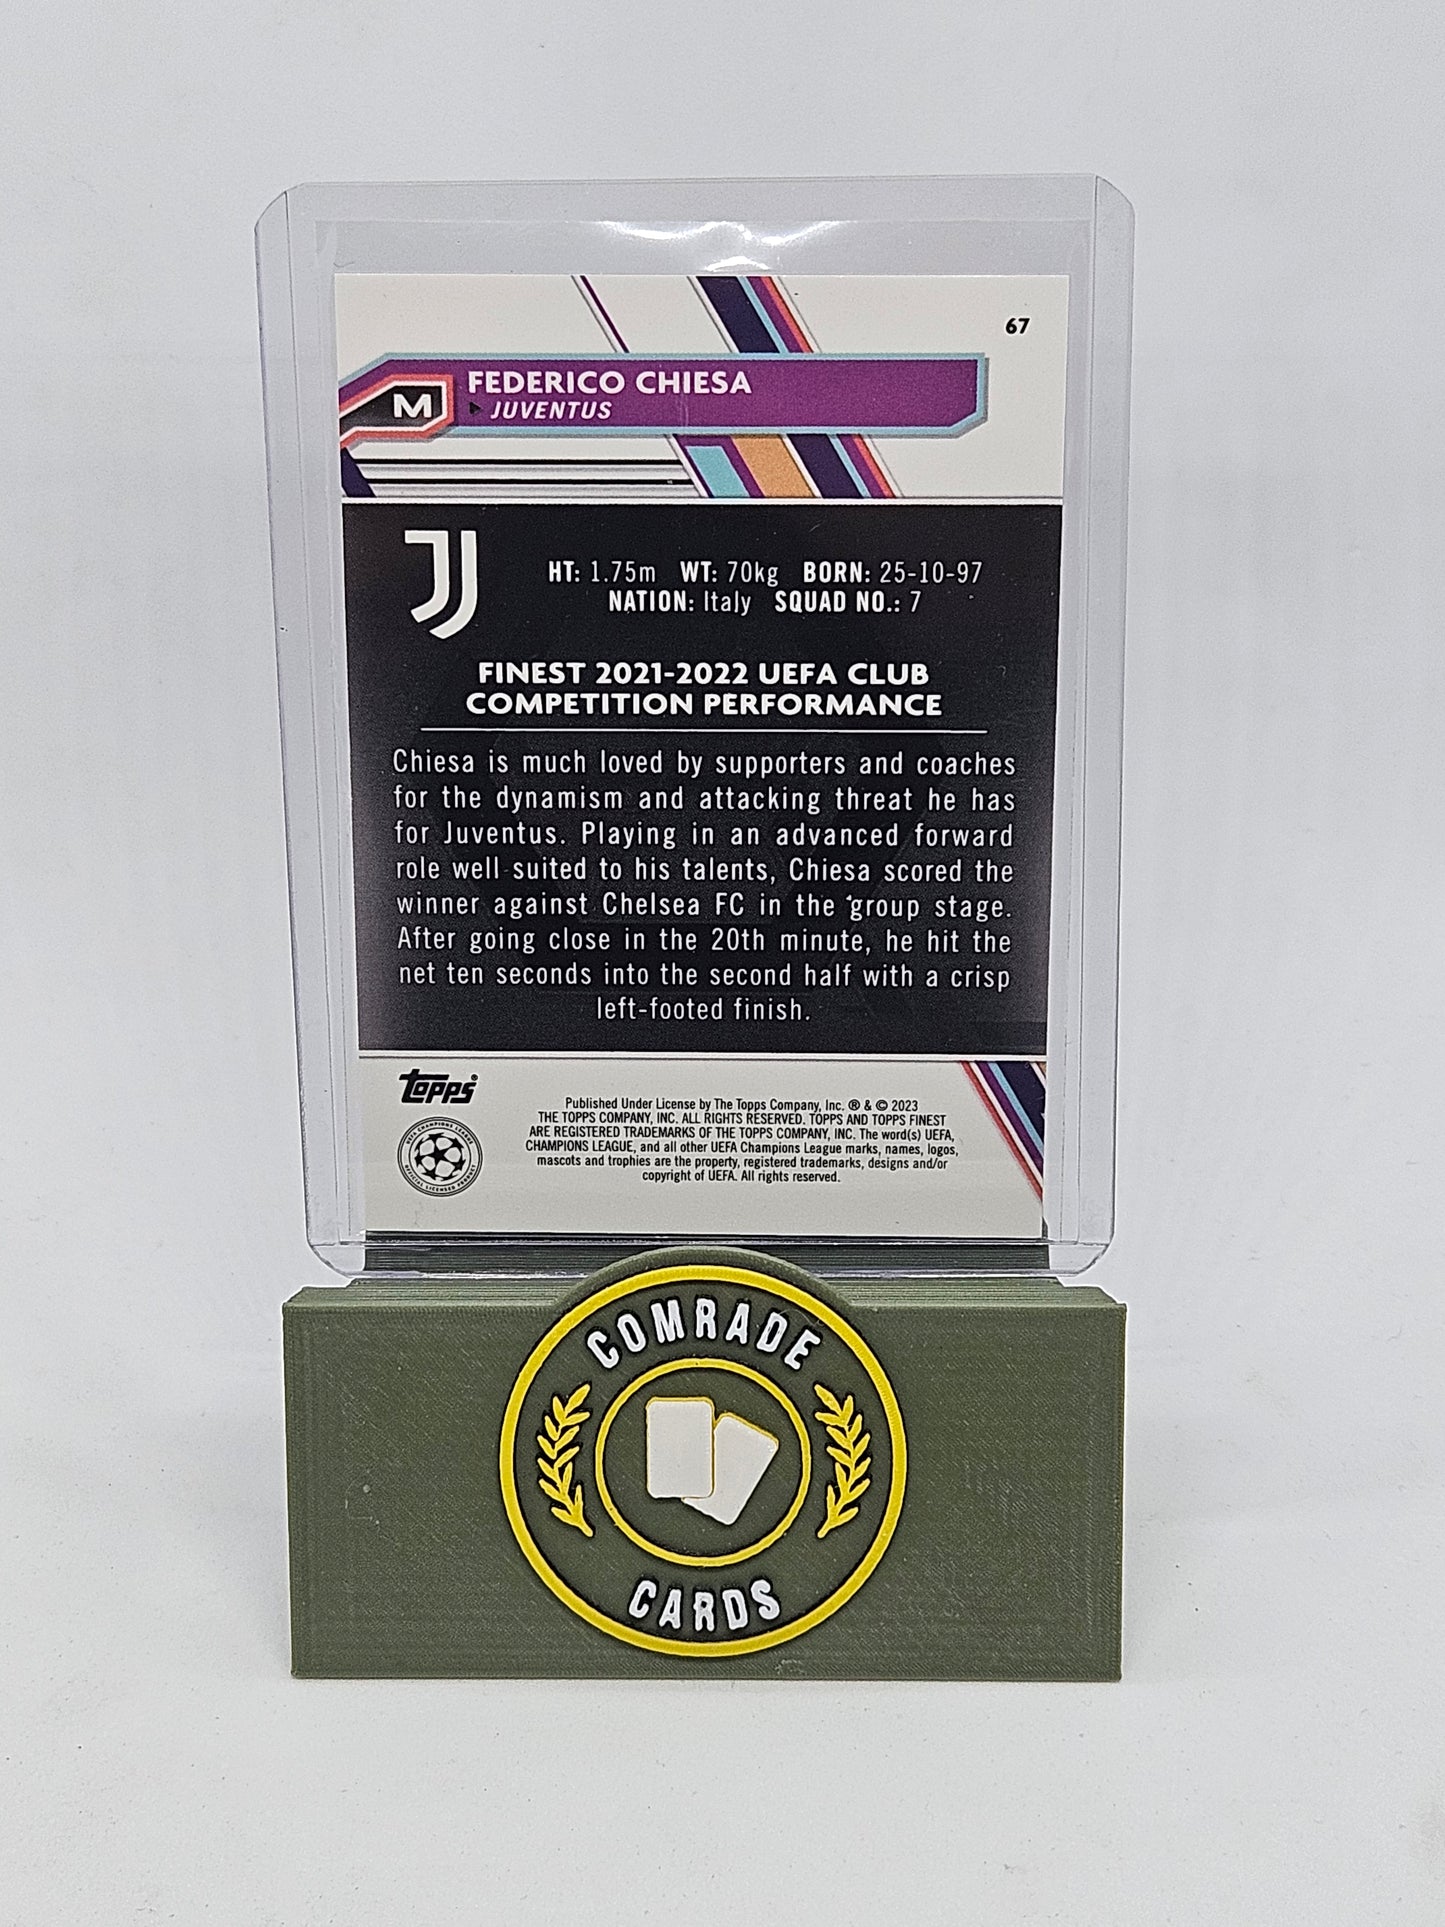 67
FEDERICO CHIESA
M
JUVENTUS
HT: 1.75m WT: 70kg BORN: 25-10-97
NATION: Italy SQUAD NO.: 7
FINEST 2021-2022 UEFA CLUB
COMPETITION PERFORMANCE
Chiesa is much loved by supporters and coaches
for the dynamism and attacking threat he has
for Juventus. Playing in an advanced forward
role well suited to his talents, Chiesa scored the
winner against Chelsea FC in the group stage.
After going close in the 20th minute, he hit the
net ten seconds into the second half with a crisp
left-footed finish.
Topps®
UEFA CHAMPIONS LEAGUE
OFFICIAL LICENSED PRODUCT
Published Under License by The Topps Company, Inc. ® & © 2023
THE TOPPS COMPANY, INC. ALL RIGHTS RESERVED. TOPPS AND TOPPS FINEST
ARE REGISTERED TRADEMARKS OF THE TOPPS COMPANY, INC. The word(s) UEFA,
CHAMPIONS LEAGUE, and all other UEFA Champions League marks, names, logos,
mascots and trophies are the property, registered trademarks, designs and/or
copyright of UEFA. All rights reserved.
COMRADE
CARDS